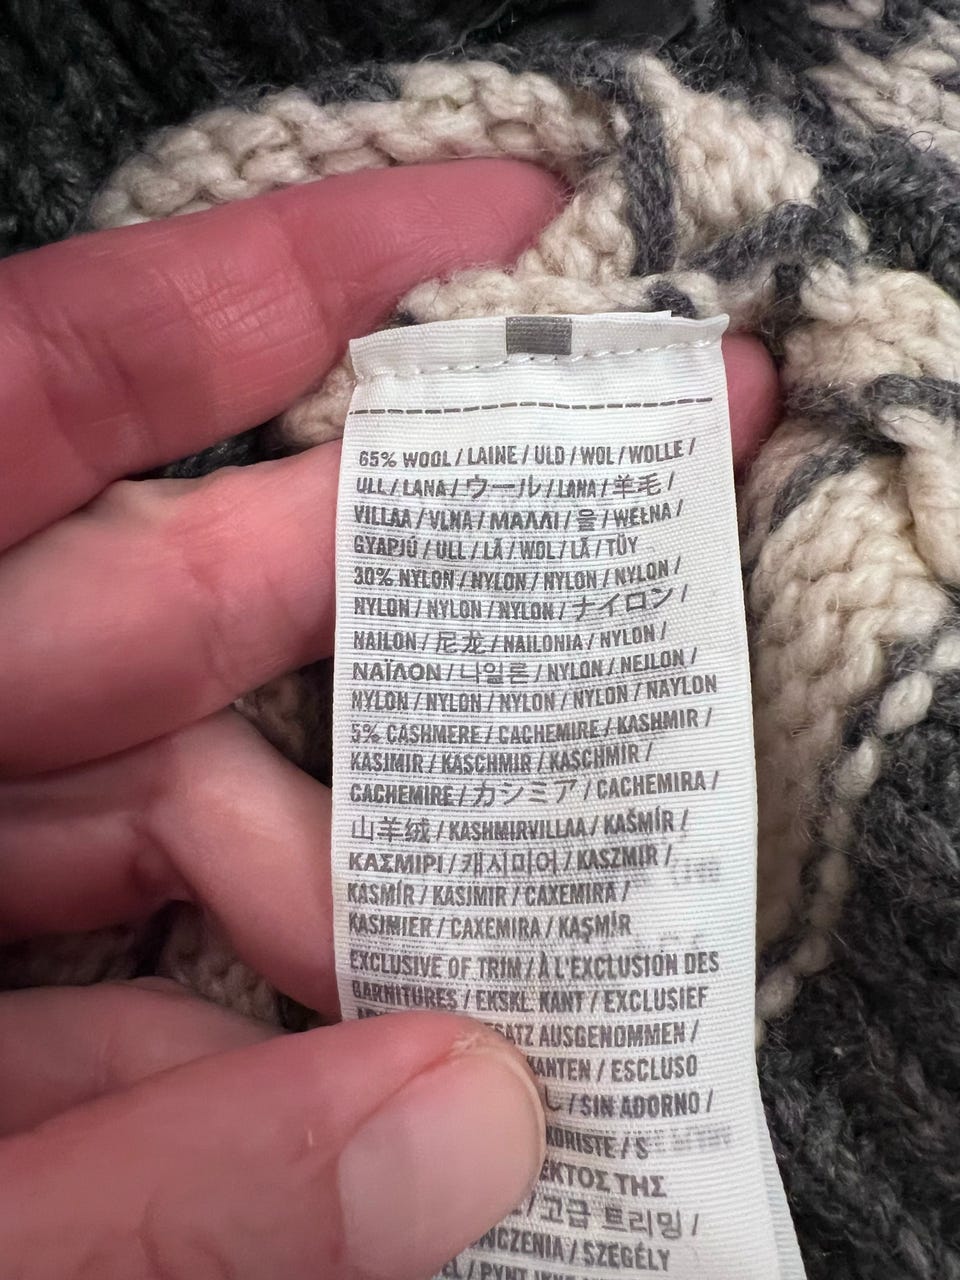 65% WOOL / LAINE / ULD / WOL / WOLLE /
ULL / LANA / ウール / LANA / 羊毛 /
VILLAA / VLNA / ΜΑΛΛΙ / 울 / WEŁNA /
GYAPJÚ / ULL / LÃ / WOL / LÃ / TÜY
30% NYLON / NYLON / NYLON / NYLON /
NYLON / NYLON / NYLON / ナイロン /
NAILON / 尼龙 / NAILONIA / NYLON /
ΝΑΪΛΟΝ / 나일론 / NYLON / NEJLON /
NYLON / NYLON / NYLON / NYLON / NAYLON
5% CASHMERE / CACHEMIRE / KASHMIR /
KASJMIR / KASCHMIR / KASCHMIR /
CACHEMIRE / カシミア / CACHEMIRA /
山羊绒 / KASHMIRVILLAA / KAŠMÍR /
ΚΑΣΜΙΡΙ / 캐시미어 / KASZMIR /
KASMÍR / KASJMIR / CAXEMIRA /
KASJMIER / CAXEMIRA / KAŞMİR
EXCLUSIVE OF TRIM / À L'EXCLUSION DES
GARNITURES / EKSKL. KANT / EXCLUSIEF
AUSGENOMMEN /
KANTEN / ESCLUSO
/ SIN ADORNO /
/ S
ΤΗΣ
/ 고급 트리밍 /
/ SZEGÉLY